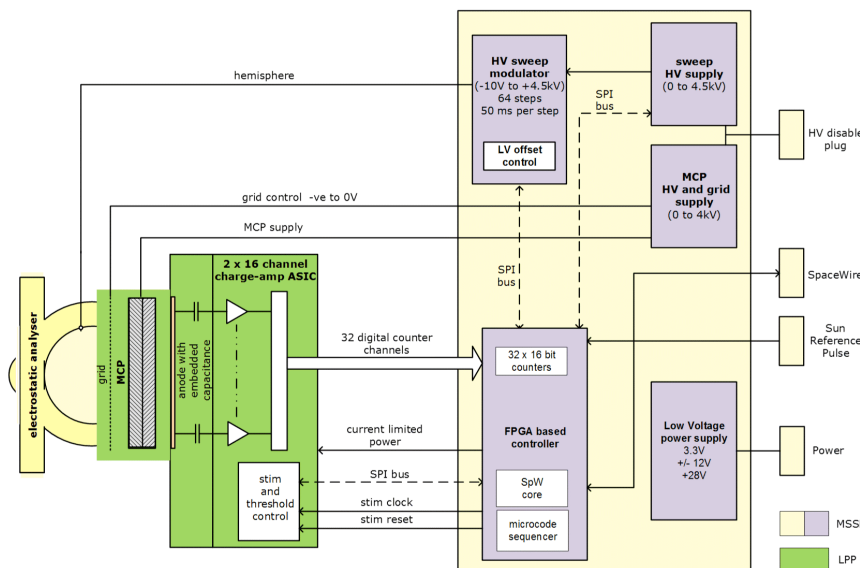 HV sweep
modulator
(-10V to +4.5kV)
64 steps
50 ms per step
LV offset
control
sweep
HV supply
(0 to 4.5kV)
hemisphere
SPI
bus
HV disable
plug
MCP
HV and grid
supply
(0 to 4kV)
grid control -ve to 0V
MCP supply
2 x 16 channel
charge-amp ASIC
SPI
bus
SpaceWire
electrostatic analyser
grid
MCP
anode with
embedded
capacitance
32 digital counter
channels
32 x 16 bit
counters
Sun
Reference
Pulse
FPGA based
controller
current limited
power
Low Voltage
power supply
3.3V
+/- 12V
+28V
Power
stim
and
threshold
control
SPI bus
stim clock
stim reset
SpW
core
microcode
sequencer
LPP